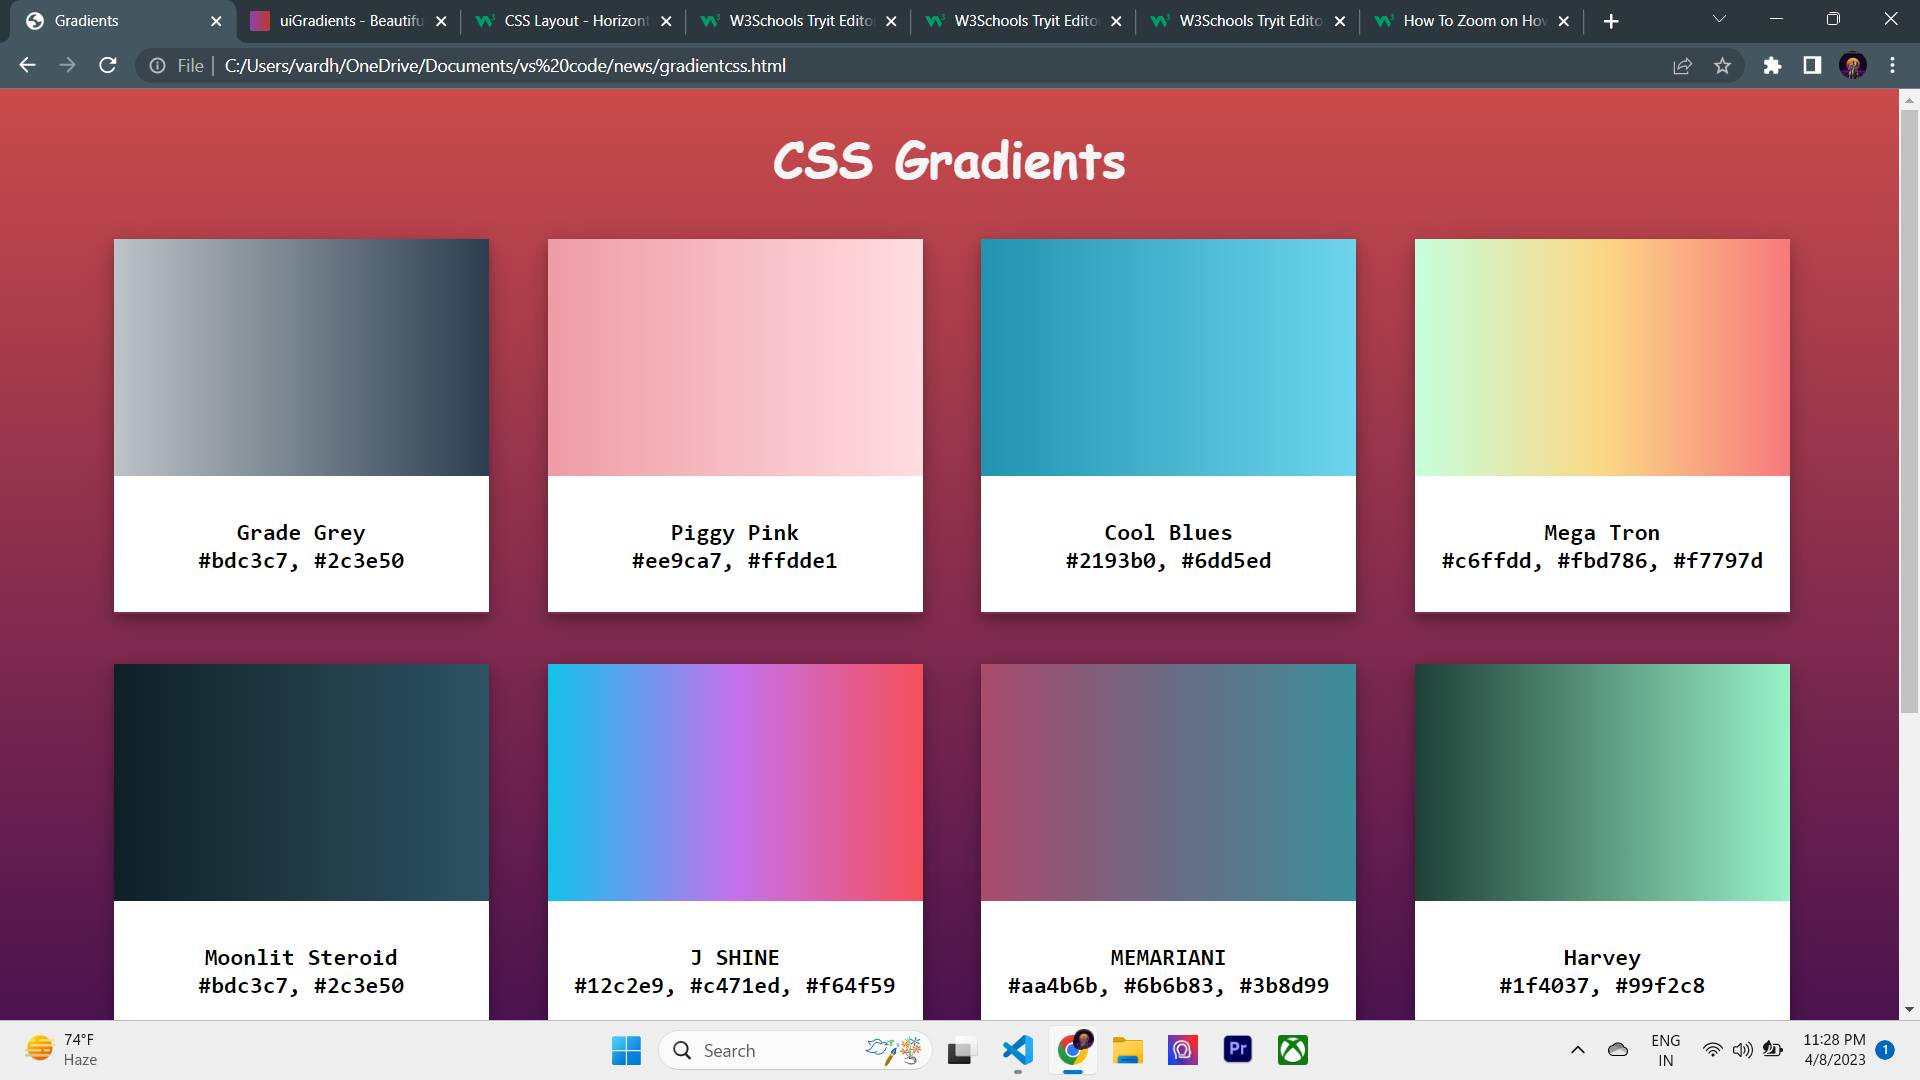 Gradients
uiGradients - Beautifu
CSS Layout - Horizont
W3Schools Tryit Edito
W3Schools Tryit Edito
W3Schools Tryit Edito
How To Zoom on Hov
File
C:/Users/vardh/OneDrive/Documents/vs%20code/news/gradientcss.html
CSS Gradients
Grade Grey
#bdc3c7, #2c3e50
Piggy Pink
#ee9ca7, #ffdde1
Cool Blues
#2193b0, #6dd5ed
Mega Tron
#c6ffdd, #fbd786, #f7797d
Moonlit Steroid
#bdc3c7, #2c3e50
J SHINE
#12c2e9, #c471ed, #f64f59
MEMARIANI
#aa4b6b, #6b6b83, #3b8d99
Harvey
#1f4037, #99f2c8
74°F
Haze
Search
Pr
ENG
IN
11:28 PM
4/8/2023
1